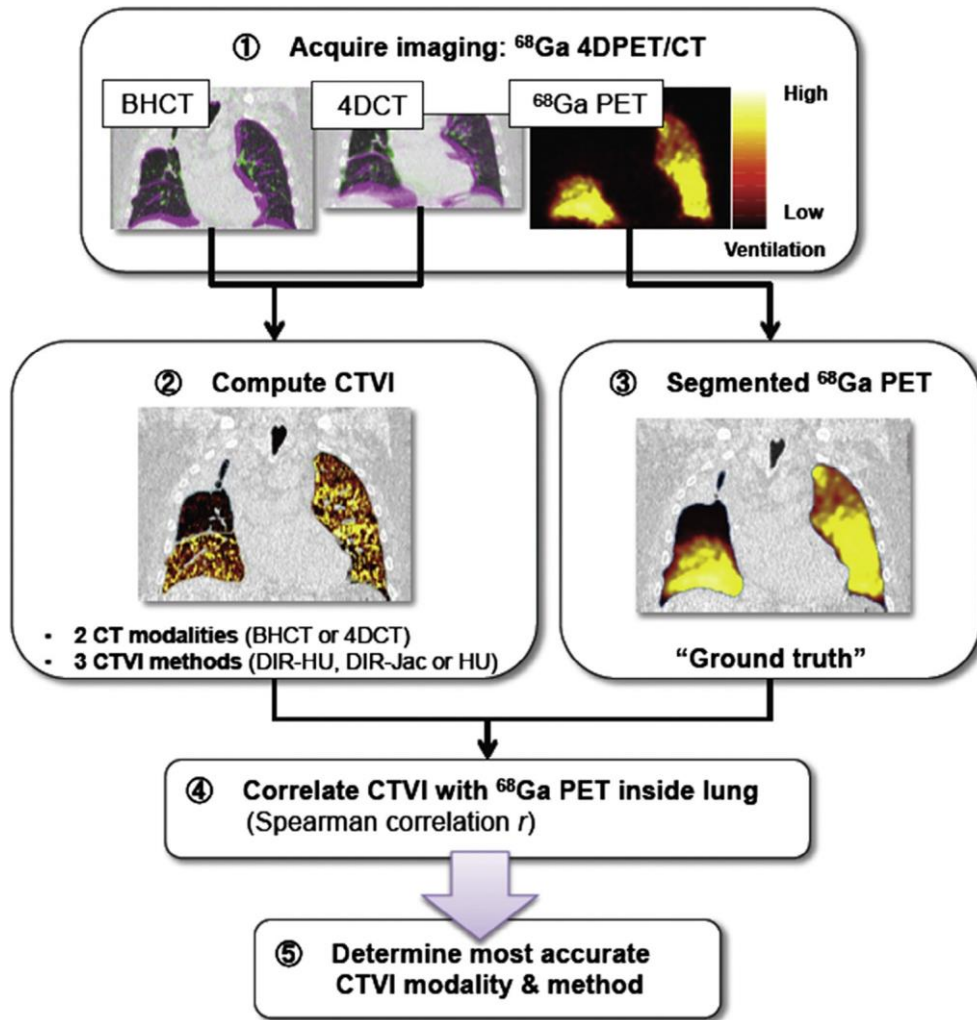 ① Acquire imaging: ⁶⁸Ga 4DPET/CT
BHCT
4DCT
⁶⁸Ga PET
High
Low
Ventilation
② Compute CTVI
• 2 CT modalities (BHCT or 4DCT)
• 3 CTVI methods (DIR-HU, DIR-Jac or HU)
③ Segmented ⁶⁸Ga PET
“Ground truth”
④ Correlate CTVI with ⁶⁸Ga PET inside lung
(Spearman correlation r)
⑤ Determine most accurate
CTVI modality & method